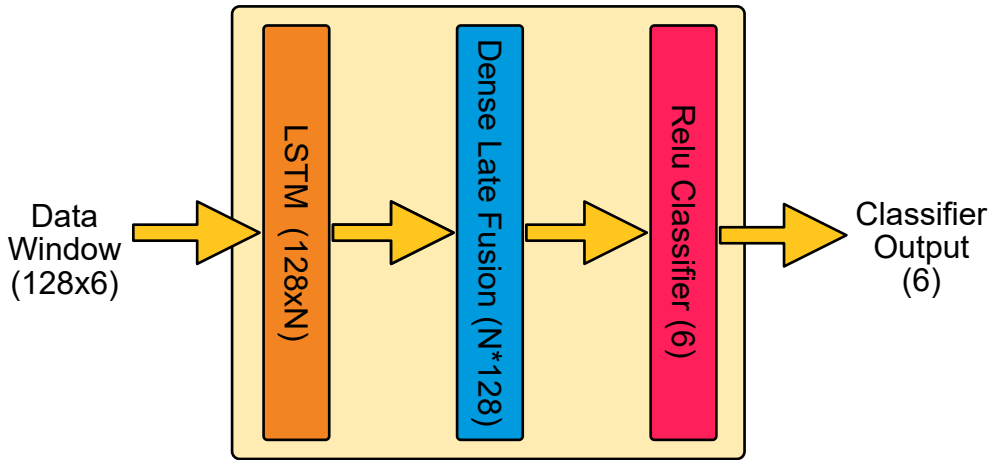 Data
Window
(128x6)
LSTM (128xN)
Dense Late Fusion (N*128)
Relu Classifier (6)
Classifier
Output
(6)